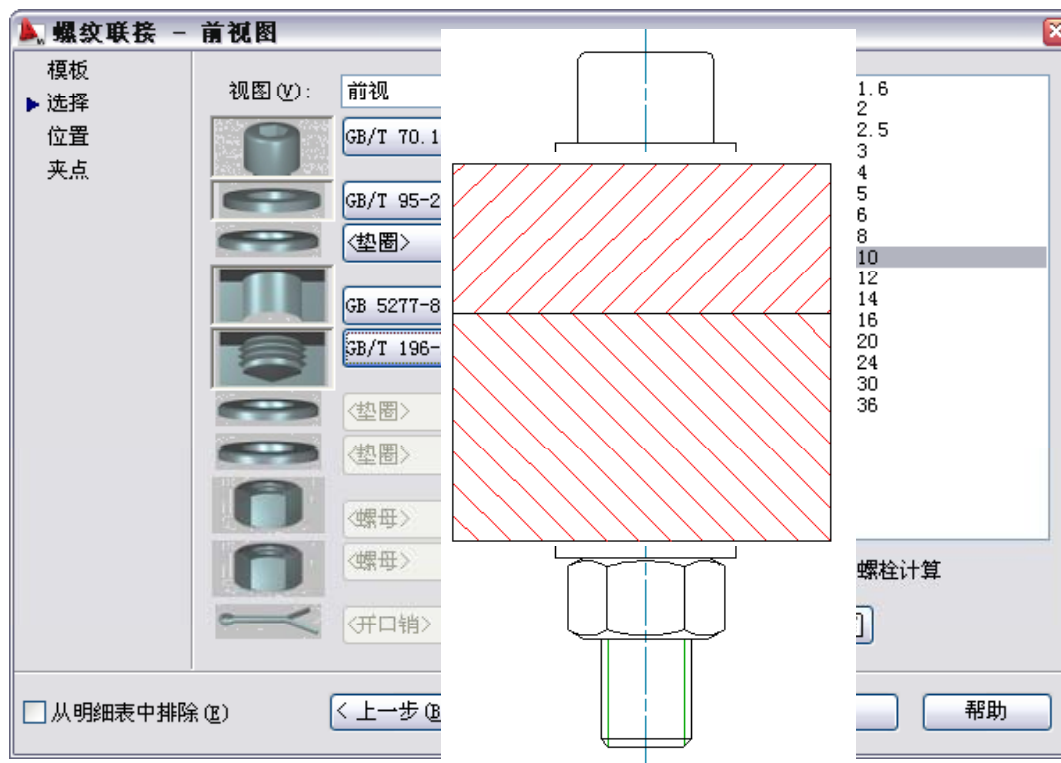 螺纹联接 - 前视图
模板
选择
位置
夹点
视图(V):
前视
GB/T 70.1
GB/T 95-2
<垫圈>
GB 5277-8
GB/T 196-
<垫圈>
<垫圈>
<螺母>
<螺母>
<开口销>
1.6
2
2.5
3
4
5
6
8
10
12
14
16
20
24
30
36
螺栓计算
从明细表中排除(E)
< 上一步(B
帮助